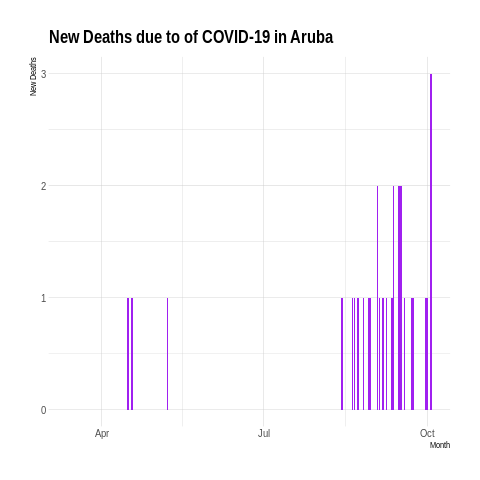 New Deaths due to of COVID-19 in Aruba
New Deaths
3
2
1
0
Apr Jul Oct
Month